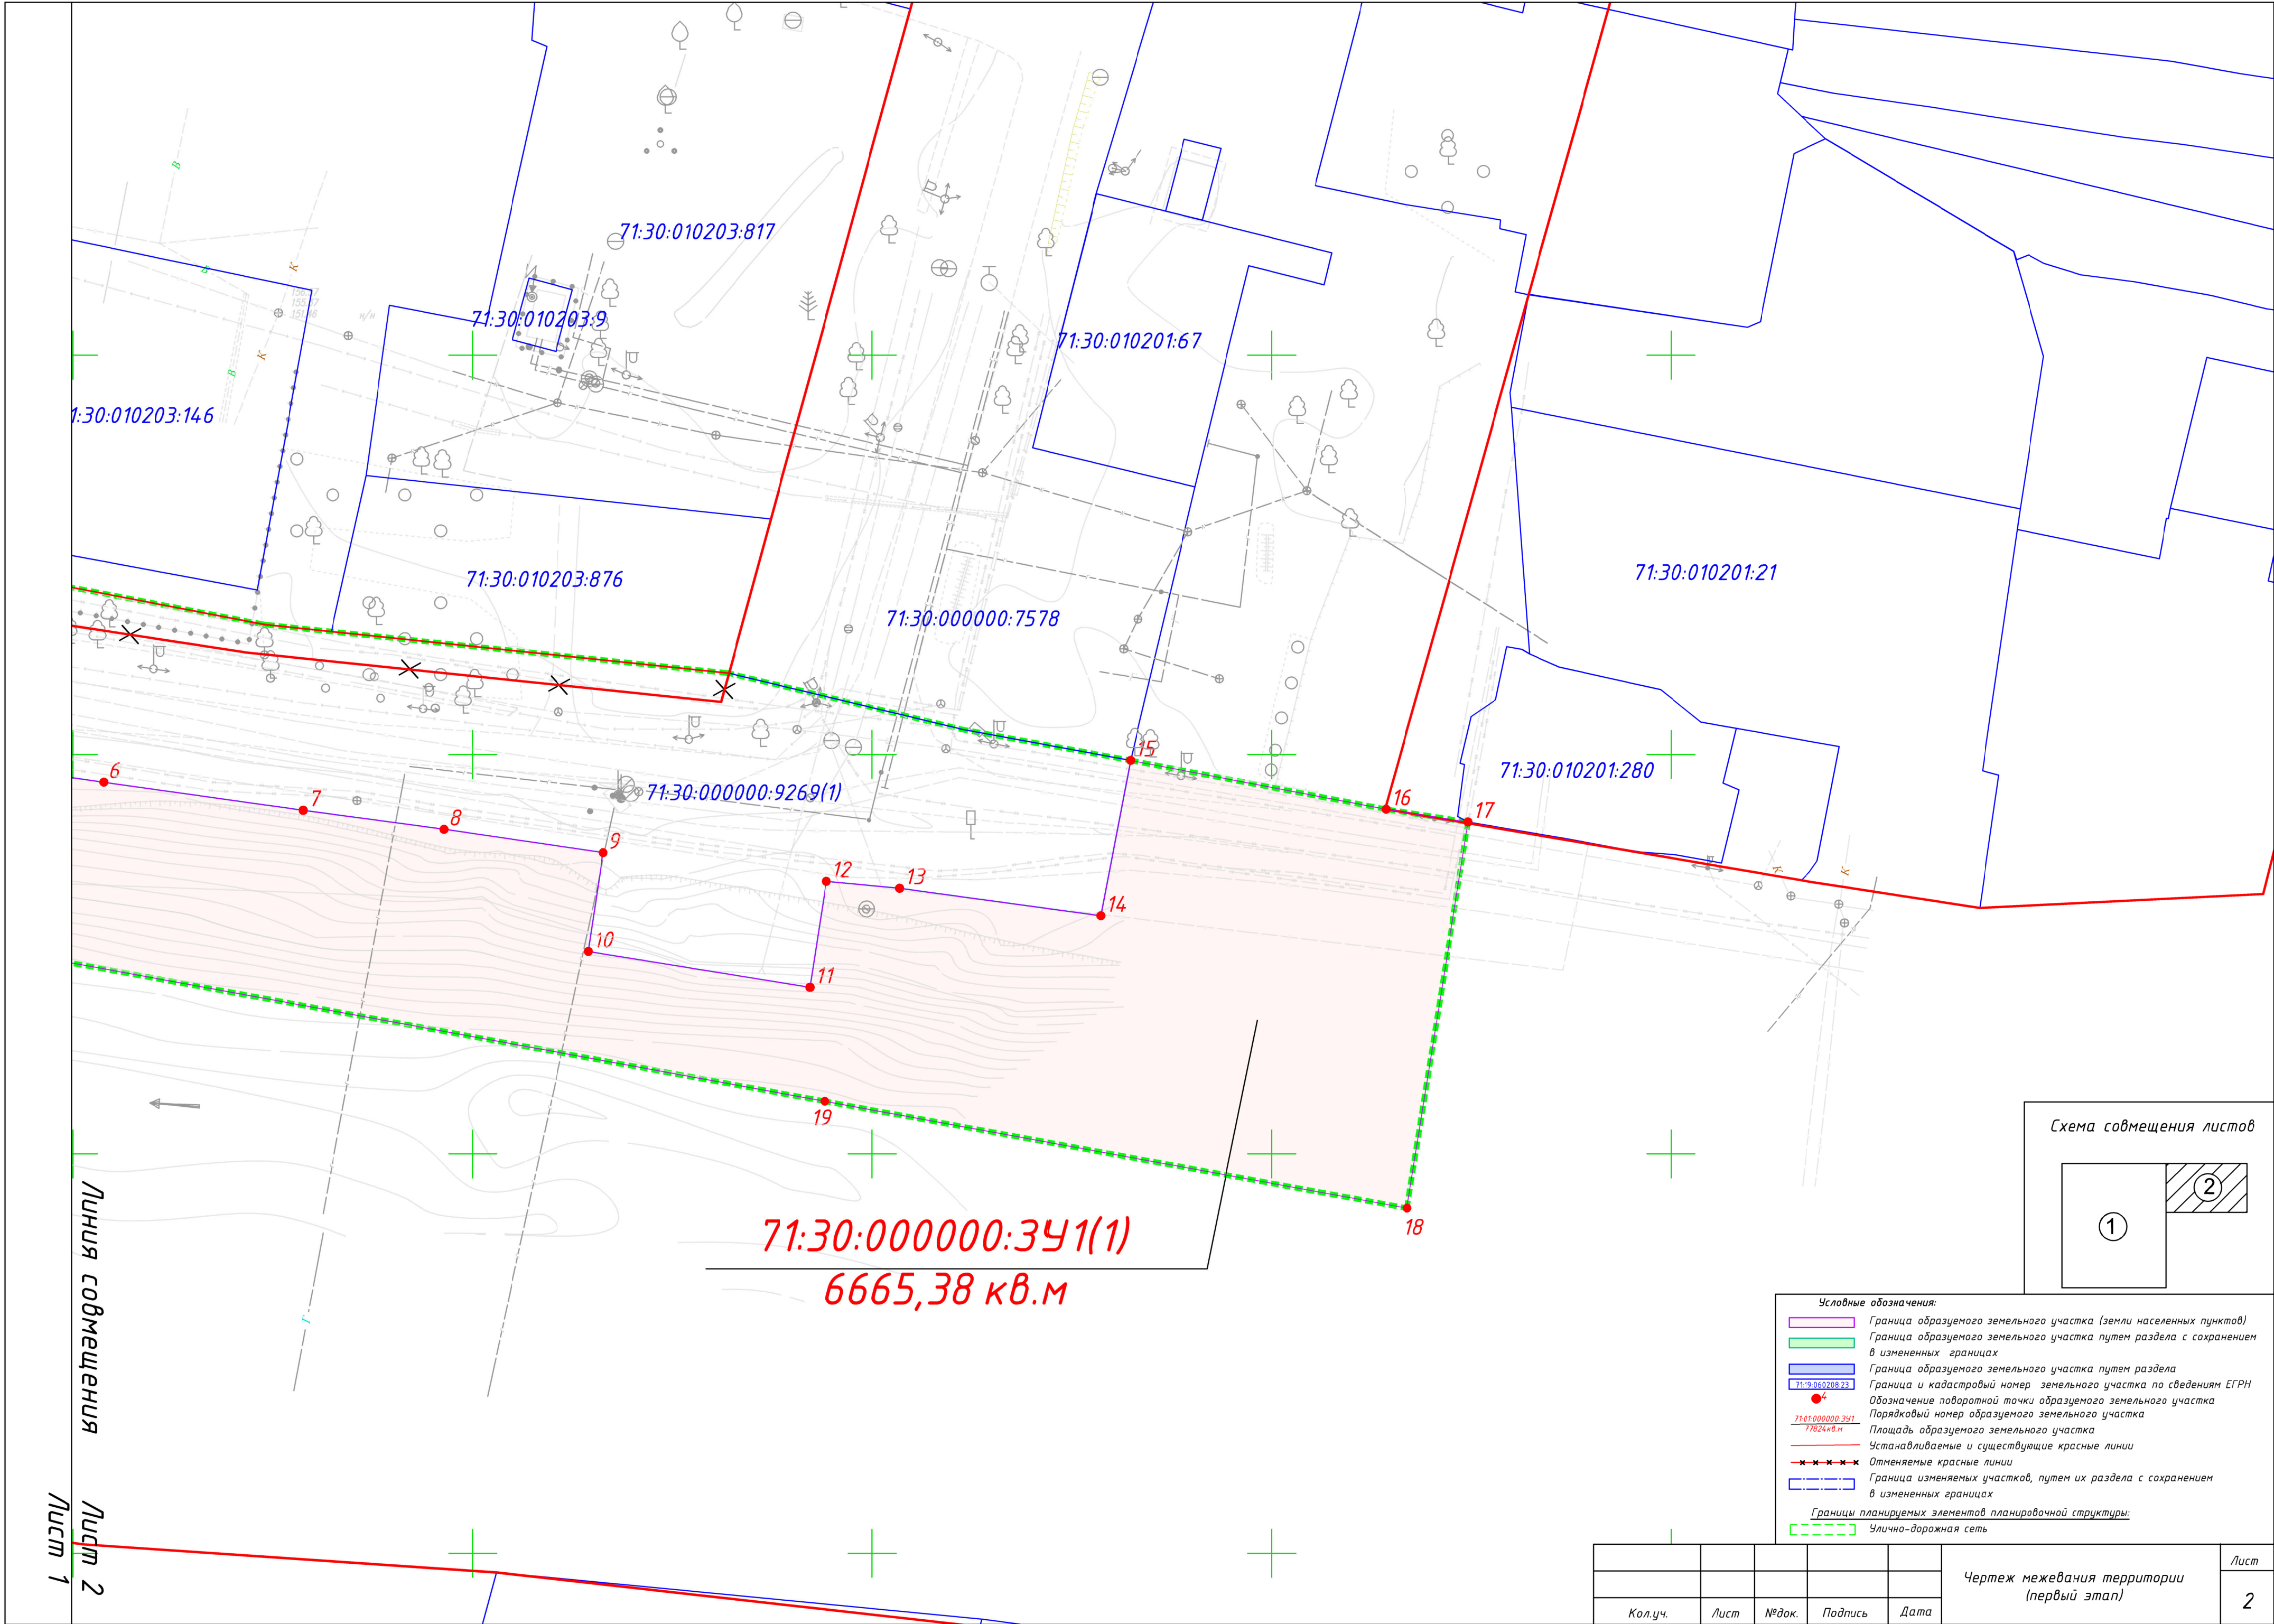 В
71:30:010203:817
К
В
71:30:010203:9
н/н
71:30:010201:67
К
В
1:30:010203:146
71:30:010203:876
71:30:010201:21
71:30:000000:7578
15
6
71:30:010201:280
7
71:30:000000:9269(1)
16
17
8
9
12
13
К
К
14
10
11
19
18
71:30:000000:ЗУ1(1)
6665,38 кв.м
Г
Линия совмещения
Лист 2
Лист 1
Схема совмещения листов
1
2
Условные обозначения:
Граница образуемого земельного участка (земли населенных пунктов)
Граница образуемого земельного участка путем раздела с сохранением
в измененных границах
Граница образуемого земельного участка путем раздела
Граница и кадастровый номер земельного участка по сведениям ЕГРН
4
Обозначение поворотной точки образуемого земельного участка
71:01:000000:ЗУ1
Порядковый номер образуемого земельного участка
77824кв.м
Площадь образуемого земельного участка
Устанавливаемые и существующие красные линии
Отменяемые красные линии
Граница изменяемых участков, путем их раздела с сохранением
в измененных границах
Границы планируемых элементов планировочной структуры:
Улично-дорожная сеть
Чертеж межевания территории
(первый этап)
Лист
2
Кол.уч.
Лист
№док.
Подпись
Дата